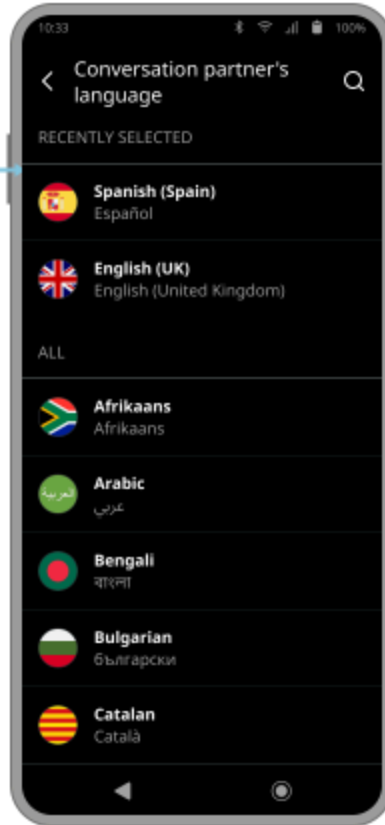 10:33
100%
Conversation partner's
language
RECENTLY SELECTED
Spanish (Spain)
Español
English (UK)
English (United Kingdom)
ALL
Afrikaans
Afrikaans
العربية
Arabic
عربي
Bengali
বাংলা
Bulgarian
български
Catalan
Català